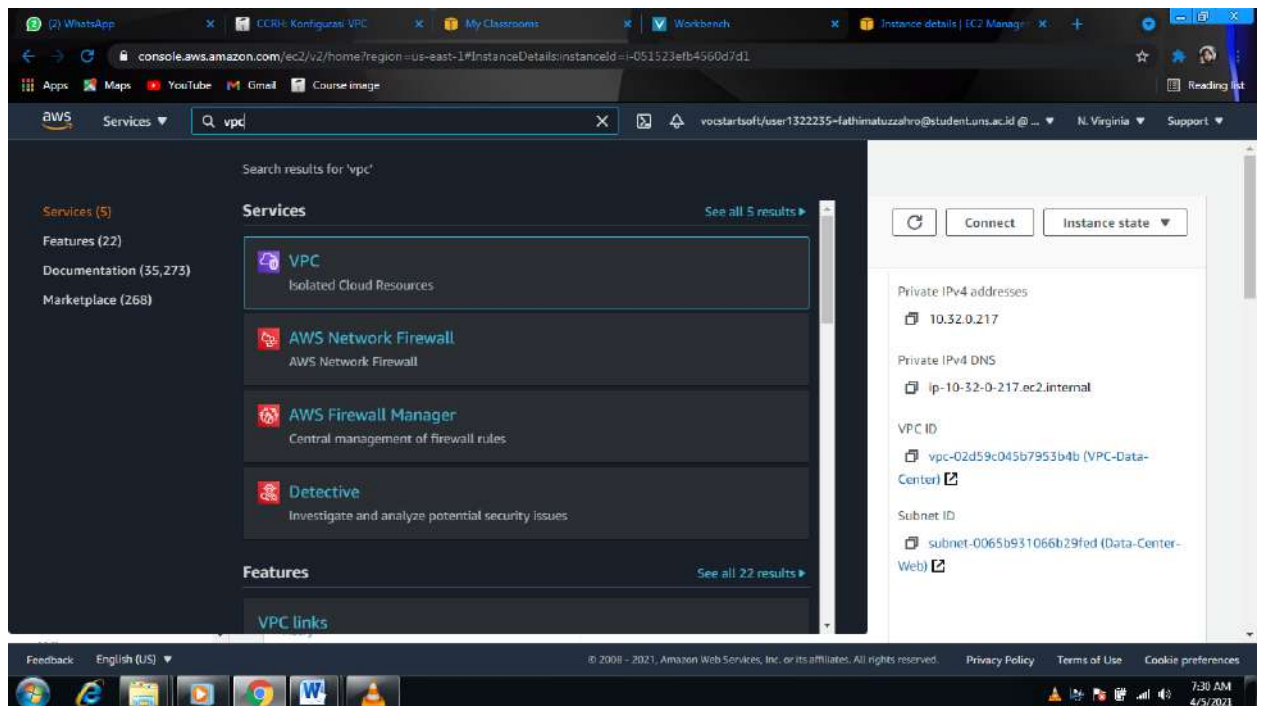 (2) WhatsApp
CCRH: Konfigurasi VPC
My Classrooms
Workbench
Instance details | EC2 Manage
console.aws.amazon.com/ec2/v2/home?region=us-east-1#InstanceDetails:instanceId=i-051523efb4560d7d1
Apps Maps YouTube Gmail Course image Reading list
aws Services ▼ vpc vocstartsoft/user1322235=fathimatuzzahro@student.uns.ac.id @ ... ▼ N. Virginia ▼ Support ▼
Search results for 'vpc'
Services (5)
Features (22)
Documentation (35,273)
Marketplace (268)
Services See all 5 results ▶
VPC
Isolated Cloud Resources
AWS Network Firewall
AWS Network Firewall
AWS Firewall Manager
Central management of firewall rules
Detective
Investigate and analyze potential security issues
Features See all 22 results ▶
VPC links
Connect Instance state ▼
Private IPv4 addresses
10.32.0.217
Private IPv4 DNS
ip-10-32-0-217.ec2.internal
VPC ID
vpc-02d59c045b7953b4b (VPC-Data-
Center)
Subnet ID
subnet-0065b931066b29fed (Data-Center-
Web)
Feedback English (US) ▼ © 2008 - 2021, Amazon Web Services, Inc. or its affiliates. All rights reserved. Privacy Policy Terms of Use Cookie preferences
7:30 AM
4/5/2021